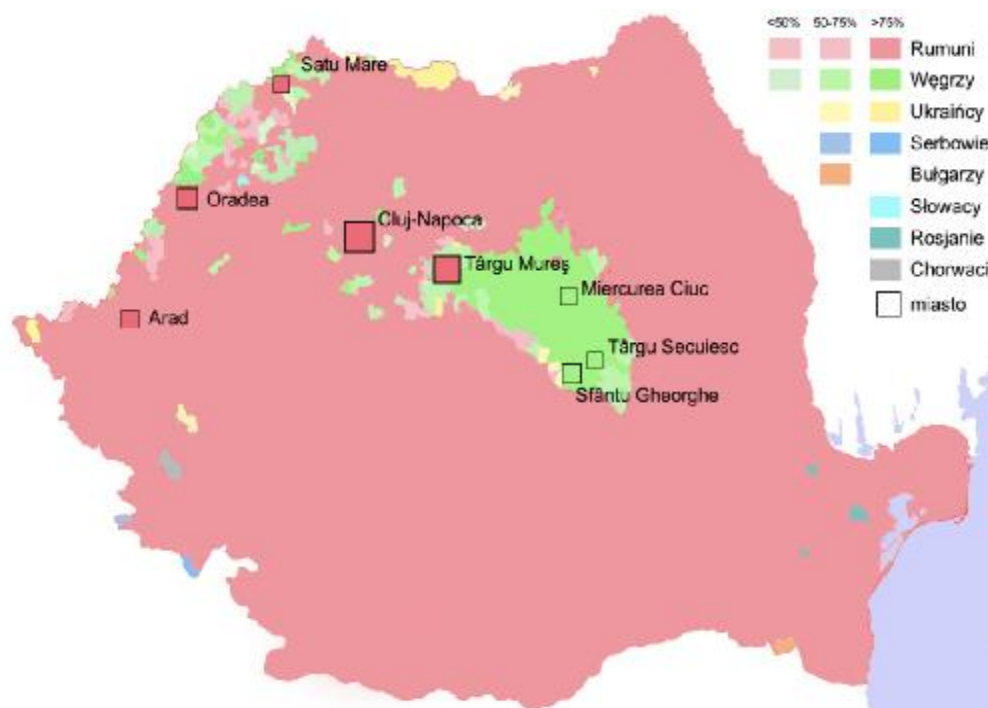 <50% 50-75% >75%
Rumuni
Węgrzy
Ukraińcy
Serbowie
Bułgarzy
Słowacy
Rosjanie
Chorwaci
miasto
Satu Mare
Oradea
Cluj-Napoca
Târgu Mureş
Miercurea Ciuc
Arad
Târgu Secuiesc
Sfântu Gheorghe